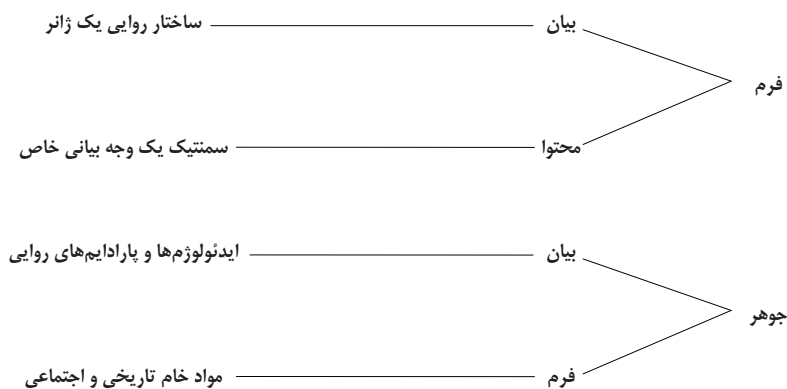 ساختار روایی یک ژانر
بیان
فرم
سمنتیک یک وجه بیانی خاص
محتوا
ایدئولوژم‌ها و پارادایم‌های روایی
بیان
جوهر
مواد خام تاریخی و اجتماعی
فرم